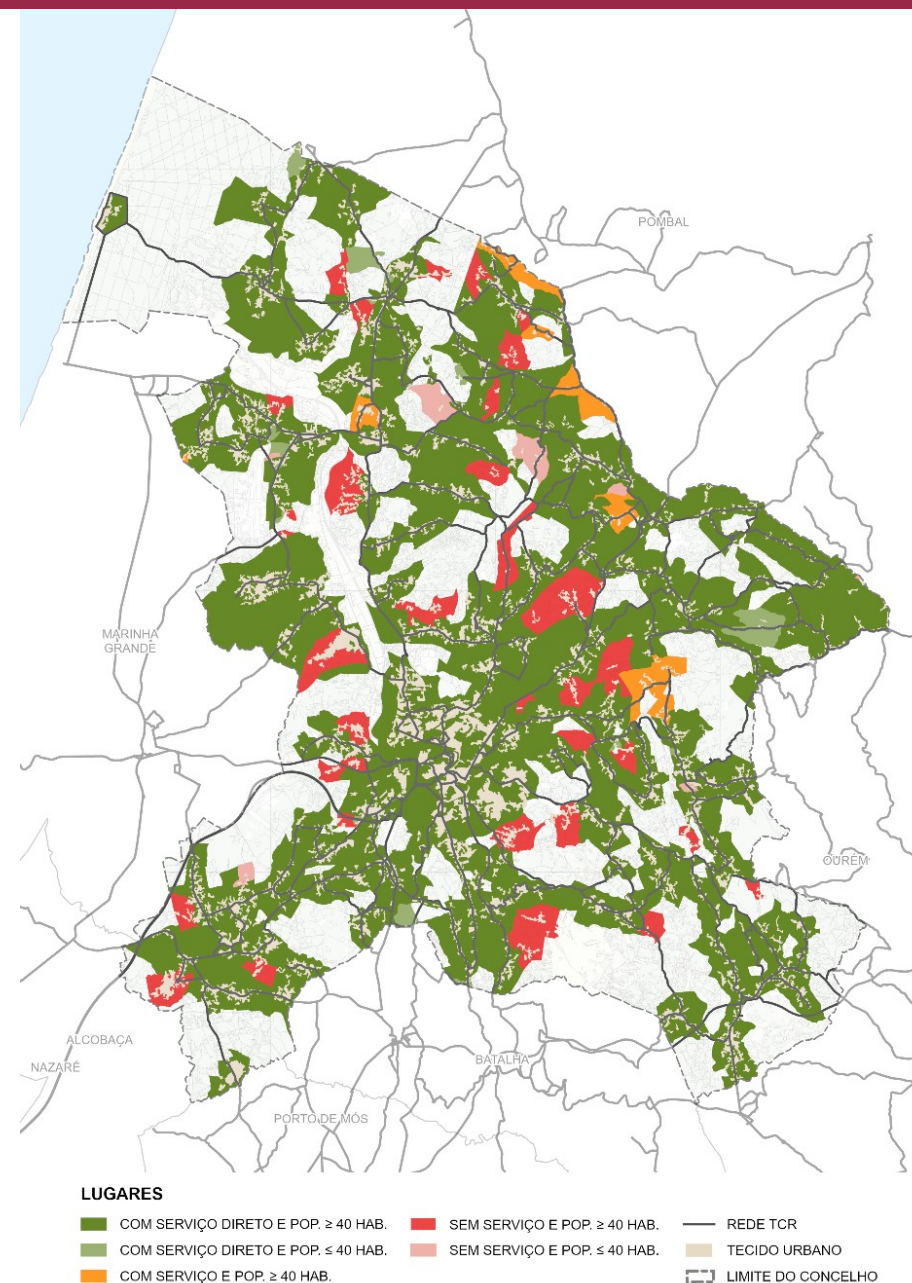 POMBAL
MARINHA
GRANDE
OURÉM
ALCOBAÇA
NAZARÉ
BATALHA
PORTO DE MÓS
LUGARES
COM SERVIÇO DIRETO E POP. ≥ 40 HAB.
SEM SERVIÇO E POP. ≥ 40 HAB.
REDE TCR
COM SERVIÇO DIRETO E POP. ≤ 40 HAB.
SEM SERVIÇO E POP. ≤ 40 HAB.
TECIDO URBANO
COM SERVIÇO E POP. ≥ 40 HAB.
LIMITE DO CONCELHO